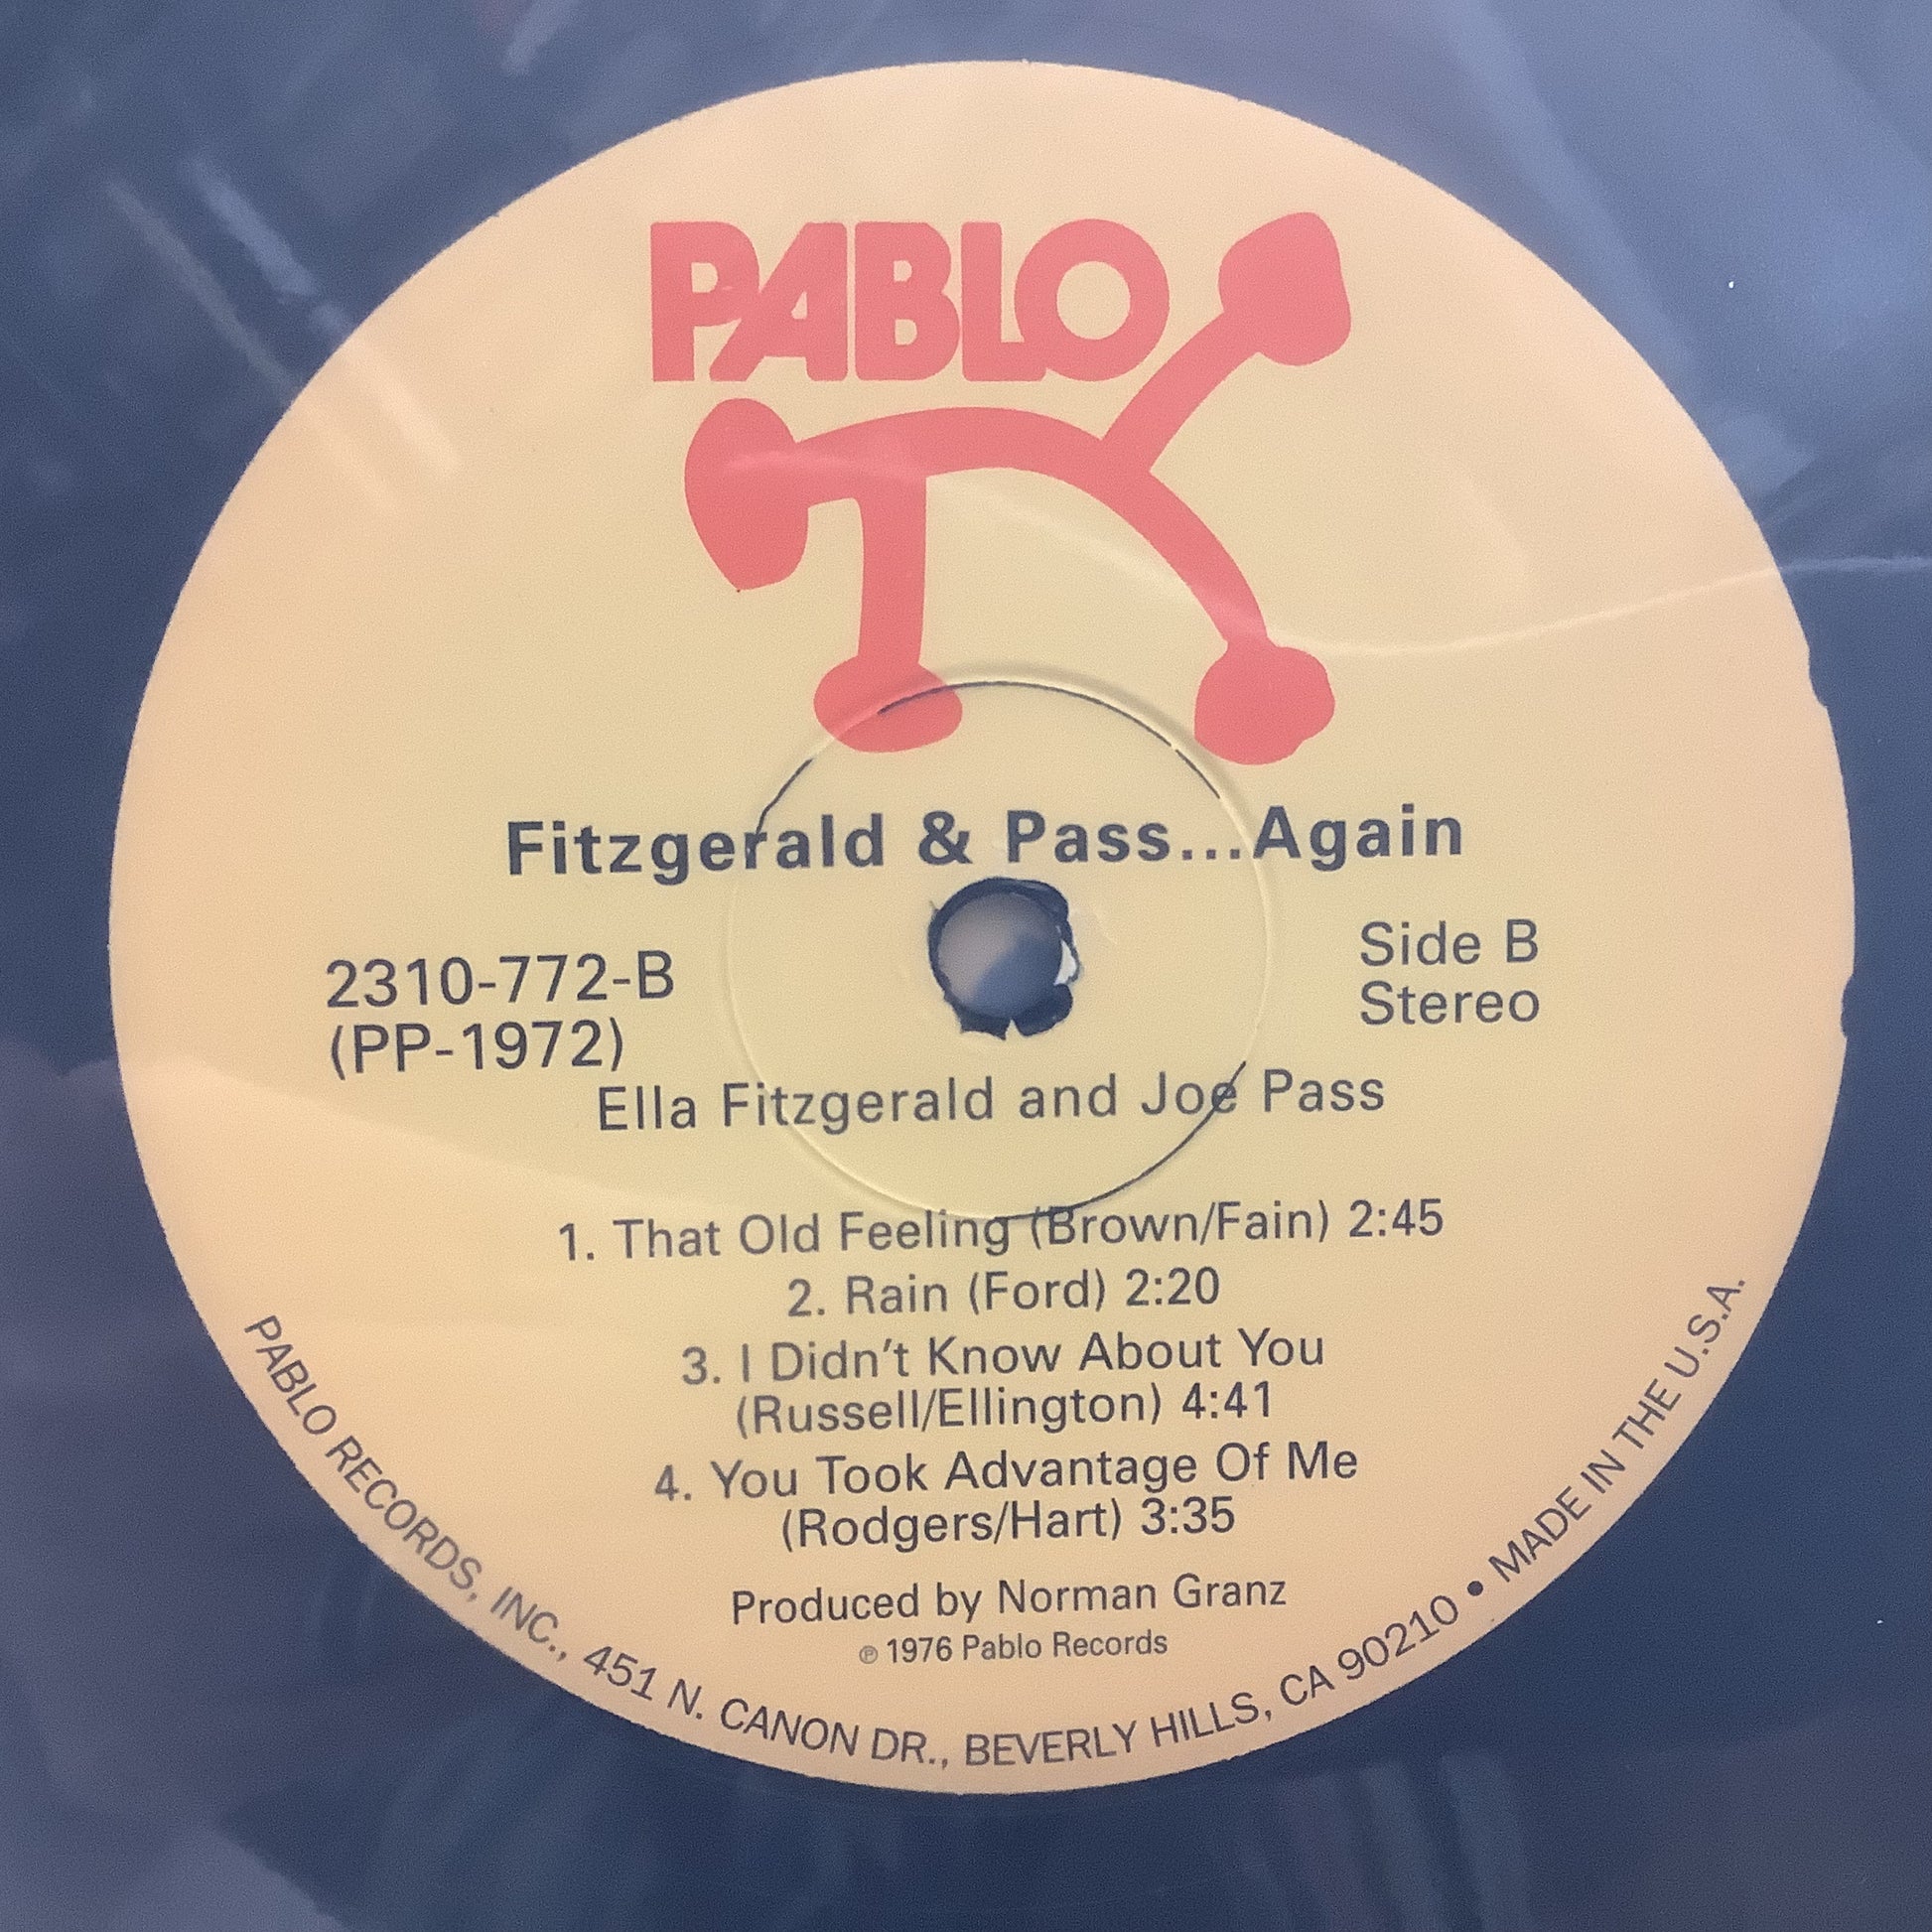 PABLO
Fitzgerald & Pass...Again
2310-772-B
(PP-1972)
Side B
Stereo
Ella Fitzgerald and Joe Pass
1. That Old Feeling (Brown/Fain) 2:45
2. Rain (Ford) 2:20
3. I Didn't Know About You
(Russell/Ellington) 4:41
4. You Took Advantage Of Me
(Rodgers/Hart) 3:35
Produced by Norman Granz
℗ 1976 Pablo Records
PABLO RECORDS, INC., 451 N. CANON DR., BEVERLY HILLS, CA 90210 • MADE IN THE U.S.A.